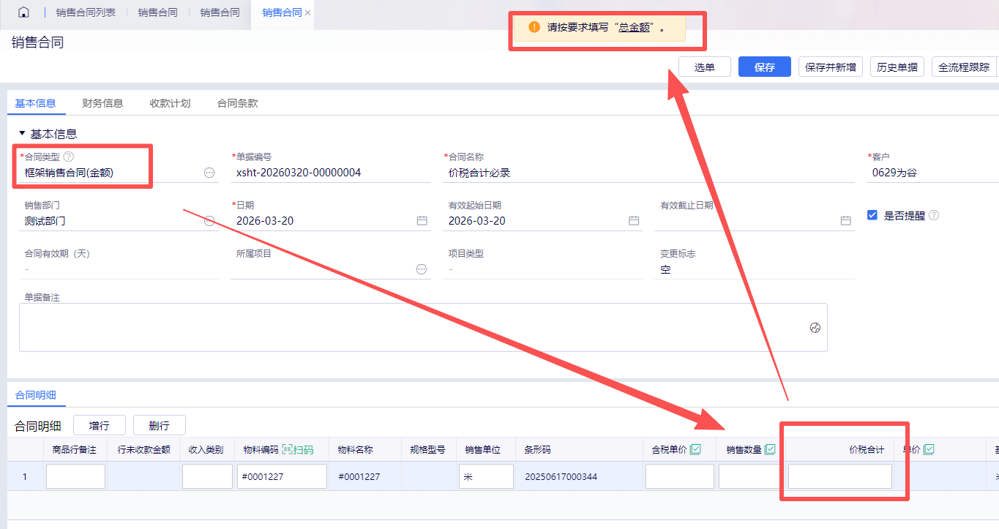 销售合同列表 销售合同 销售合同 销售合同
请按要求填写“总金额”。
销售合同
选单 保存 保存并新增 历史单据 全流程跟踪
基本信息 财务信息 收款计划 合同条款
基本信息
*合同类型 *单据编号 *合同名称 *客户
框架销售合同(金额) xsht-20260320-00000004 价税合计必录 0629为谷
销售部门 *日期 有效起始日期 有效截止日期
测试部门 2026-03-20 2026-03-20 是否提醒
合同有效期（天） 所属项目 项目类型 变更标志
- - 空
单据备注
合同明细
合同明细 增行 删行
商品行备注 行未收款金额 收入类别 物料编码 扫码 物料名称 规格型号 销售单位 条形码 含税单价 销售数量 价税合计 单价
1 #0001227 #0001227 米 20250617000344